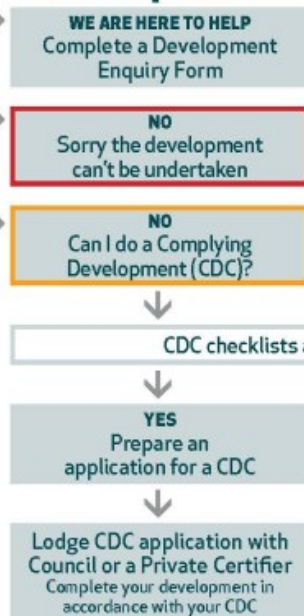 WE ARE HERE TO HELP
Complete a Development
Enquiry Form
NO
Sorry the development
can't be undertaken
NO
Can I do a Complying
Development (CDC)?
CDC checklists
YES
Prepare an
application for a CDC
Lodge CDC application with
Council or a Private Certifier
Complete your development in
accordance with your CDC